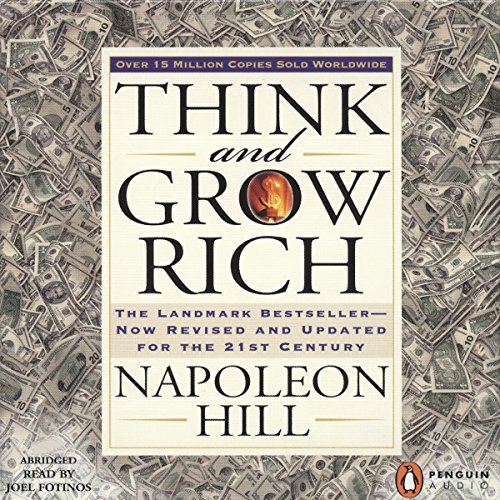 OVER 15 MILLION COPIES SOLD WORLDWIDE
THINK
and
GROW
RICH
THE LANDMARK BESTSELLER—
NOW REVISED AND UPDATED
FOR THE 21ST CENTURY
NAPOLEON
HILL
ABRIDGED
READ BY
JOEL FOTINOS
PENGUIN
AUDIO